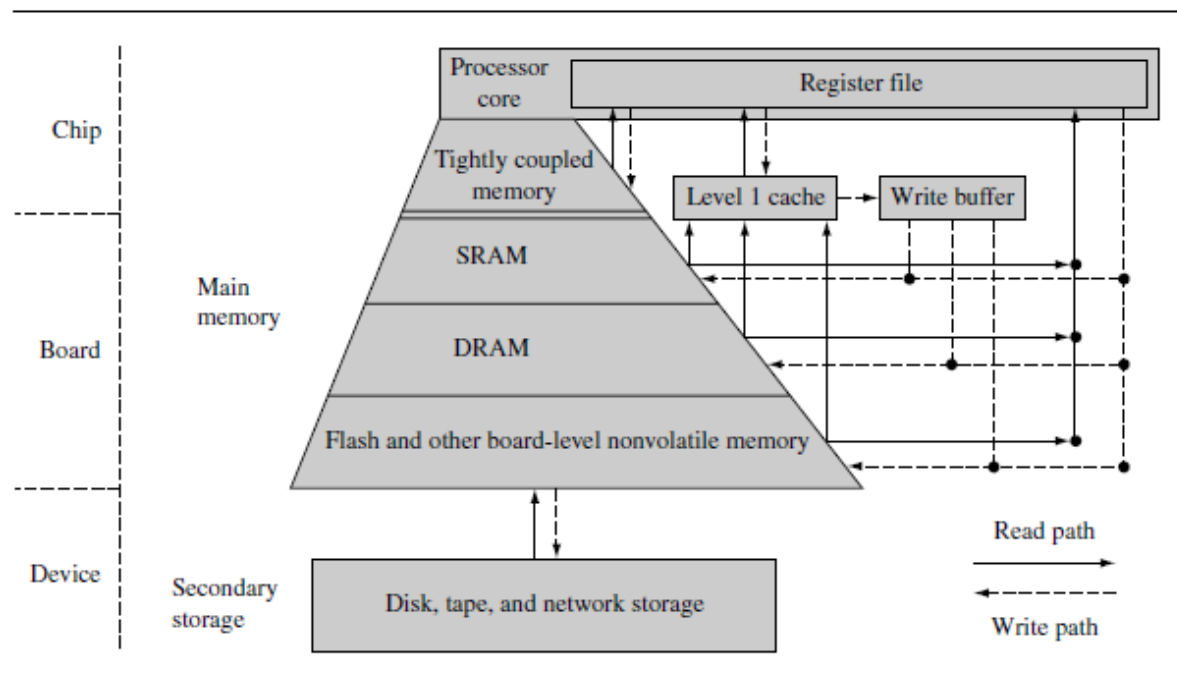 Processor
core
Register file
Chip
Tightly coupled
memory
Level 1 cache
Write buffer
SRAM
Main
memory
Board
DRAM
Flash and other board-level nonvolatile memory
Read path
Device
Secondary
storage
Disk, tape, and network storage
Write path